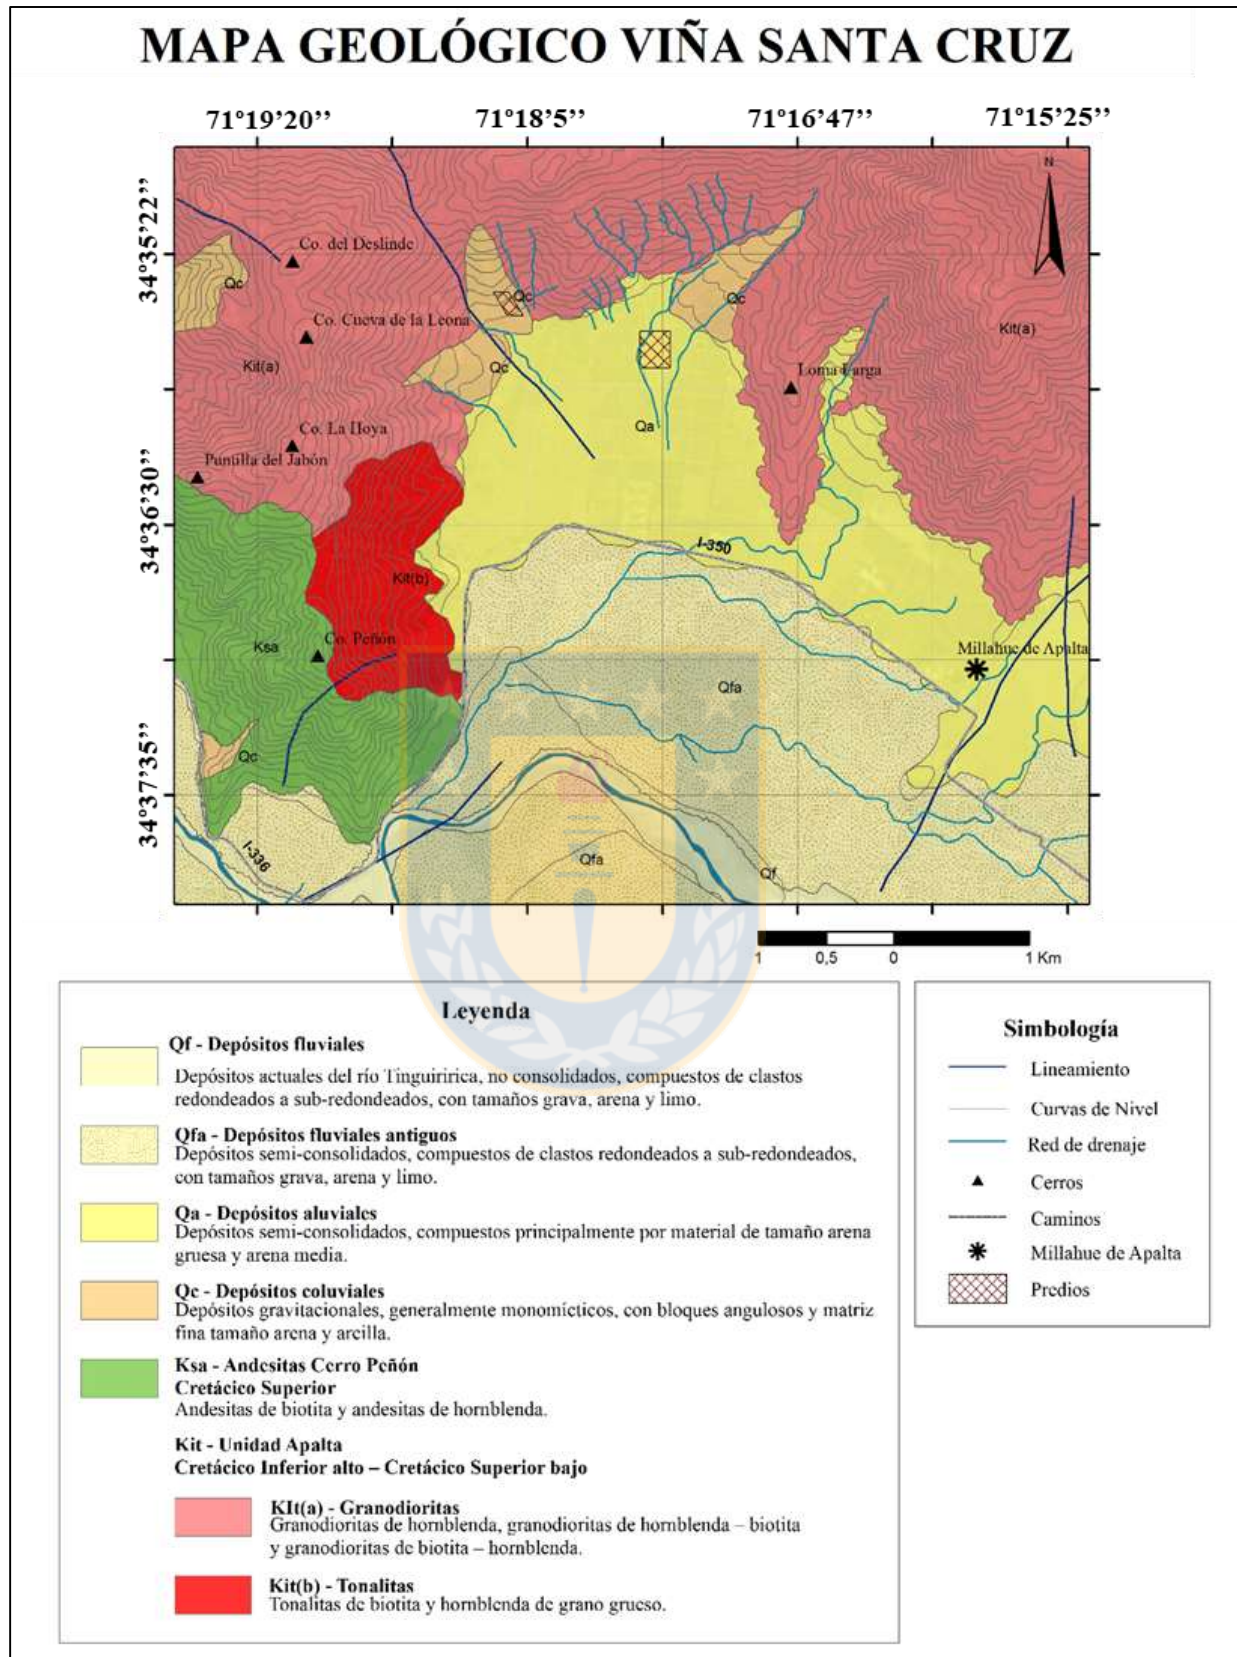 MAPA GEOLÓGICO VIÑA SANTA CRUZ
71°19’20’’ 71°18’5’’ 71°16’47’’ 71°15’25’’
34°35’22’’
34°36’30’’
34°37’35’’
N
Co. del Deslinde
Qc
Qc
Qc
Co. Cueva de la Leona
Kit(a)
Kit(a)
Qc
Loma Larga
Co. La Hoya
Qa
Puntilla del Jabón
I-350
Kit(b)
Co. Peñón
Ksa
Millahue de Apalta
Qfa
Qc
I-336
Qfa
Qf
1 0,5 0 1 Km
Leyenda
Qf - Depósitos fluviales
Depósitos actuales del río Tinguiririca, no consolidados, compuestos de clastos
redondeados a sub-redondeados, con tamaños grava, arena y limo.
Qfa - Depósitos fluviales antiguos
Depósitos semi-consolidados, compuestos de clastos redondeados a sub-redondeados,
con tamaños grava, arena y limo.
Qa - Depósitos aluviales
Depósitos semi-consolidados, compuestos principalmente por material de tamaño arena
gruesa y arena media.
Qc - Depósitos coluviales
Depósitos gravitacionales, generalmente monomícticos, con bloques angulosos y matriz
fina tamaño arena y arcilla.
Ksa - Andesitas Cerro Peñón
Cretácico Superior
Andesitas de biotita y andesitas de hornblenda.
Kit - Unidad Apalta
Cretácico Inferior alto – Cretácico Superior bajo
KIt(a) - Granodioritas
Granodioritas de hornblenda, granodioritas de hornblenda – biotita
y granodioritas de biotita – hornblenda.
Kit(b) - Tonalitas
Tonalitas de biotita y hornblenda de grano grueso.
Simbología
Lineamiento
Curvas de Nivel
Red de drenaje
Cerros
Caminos
Millahue de Apalta
Predios